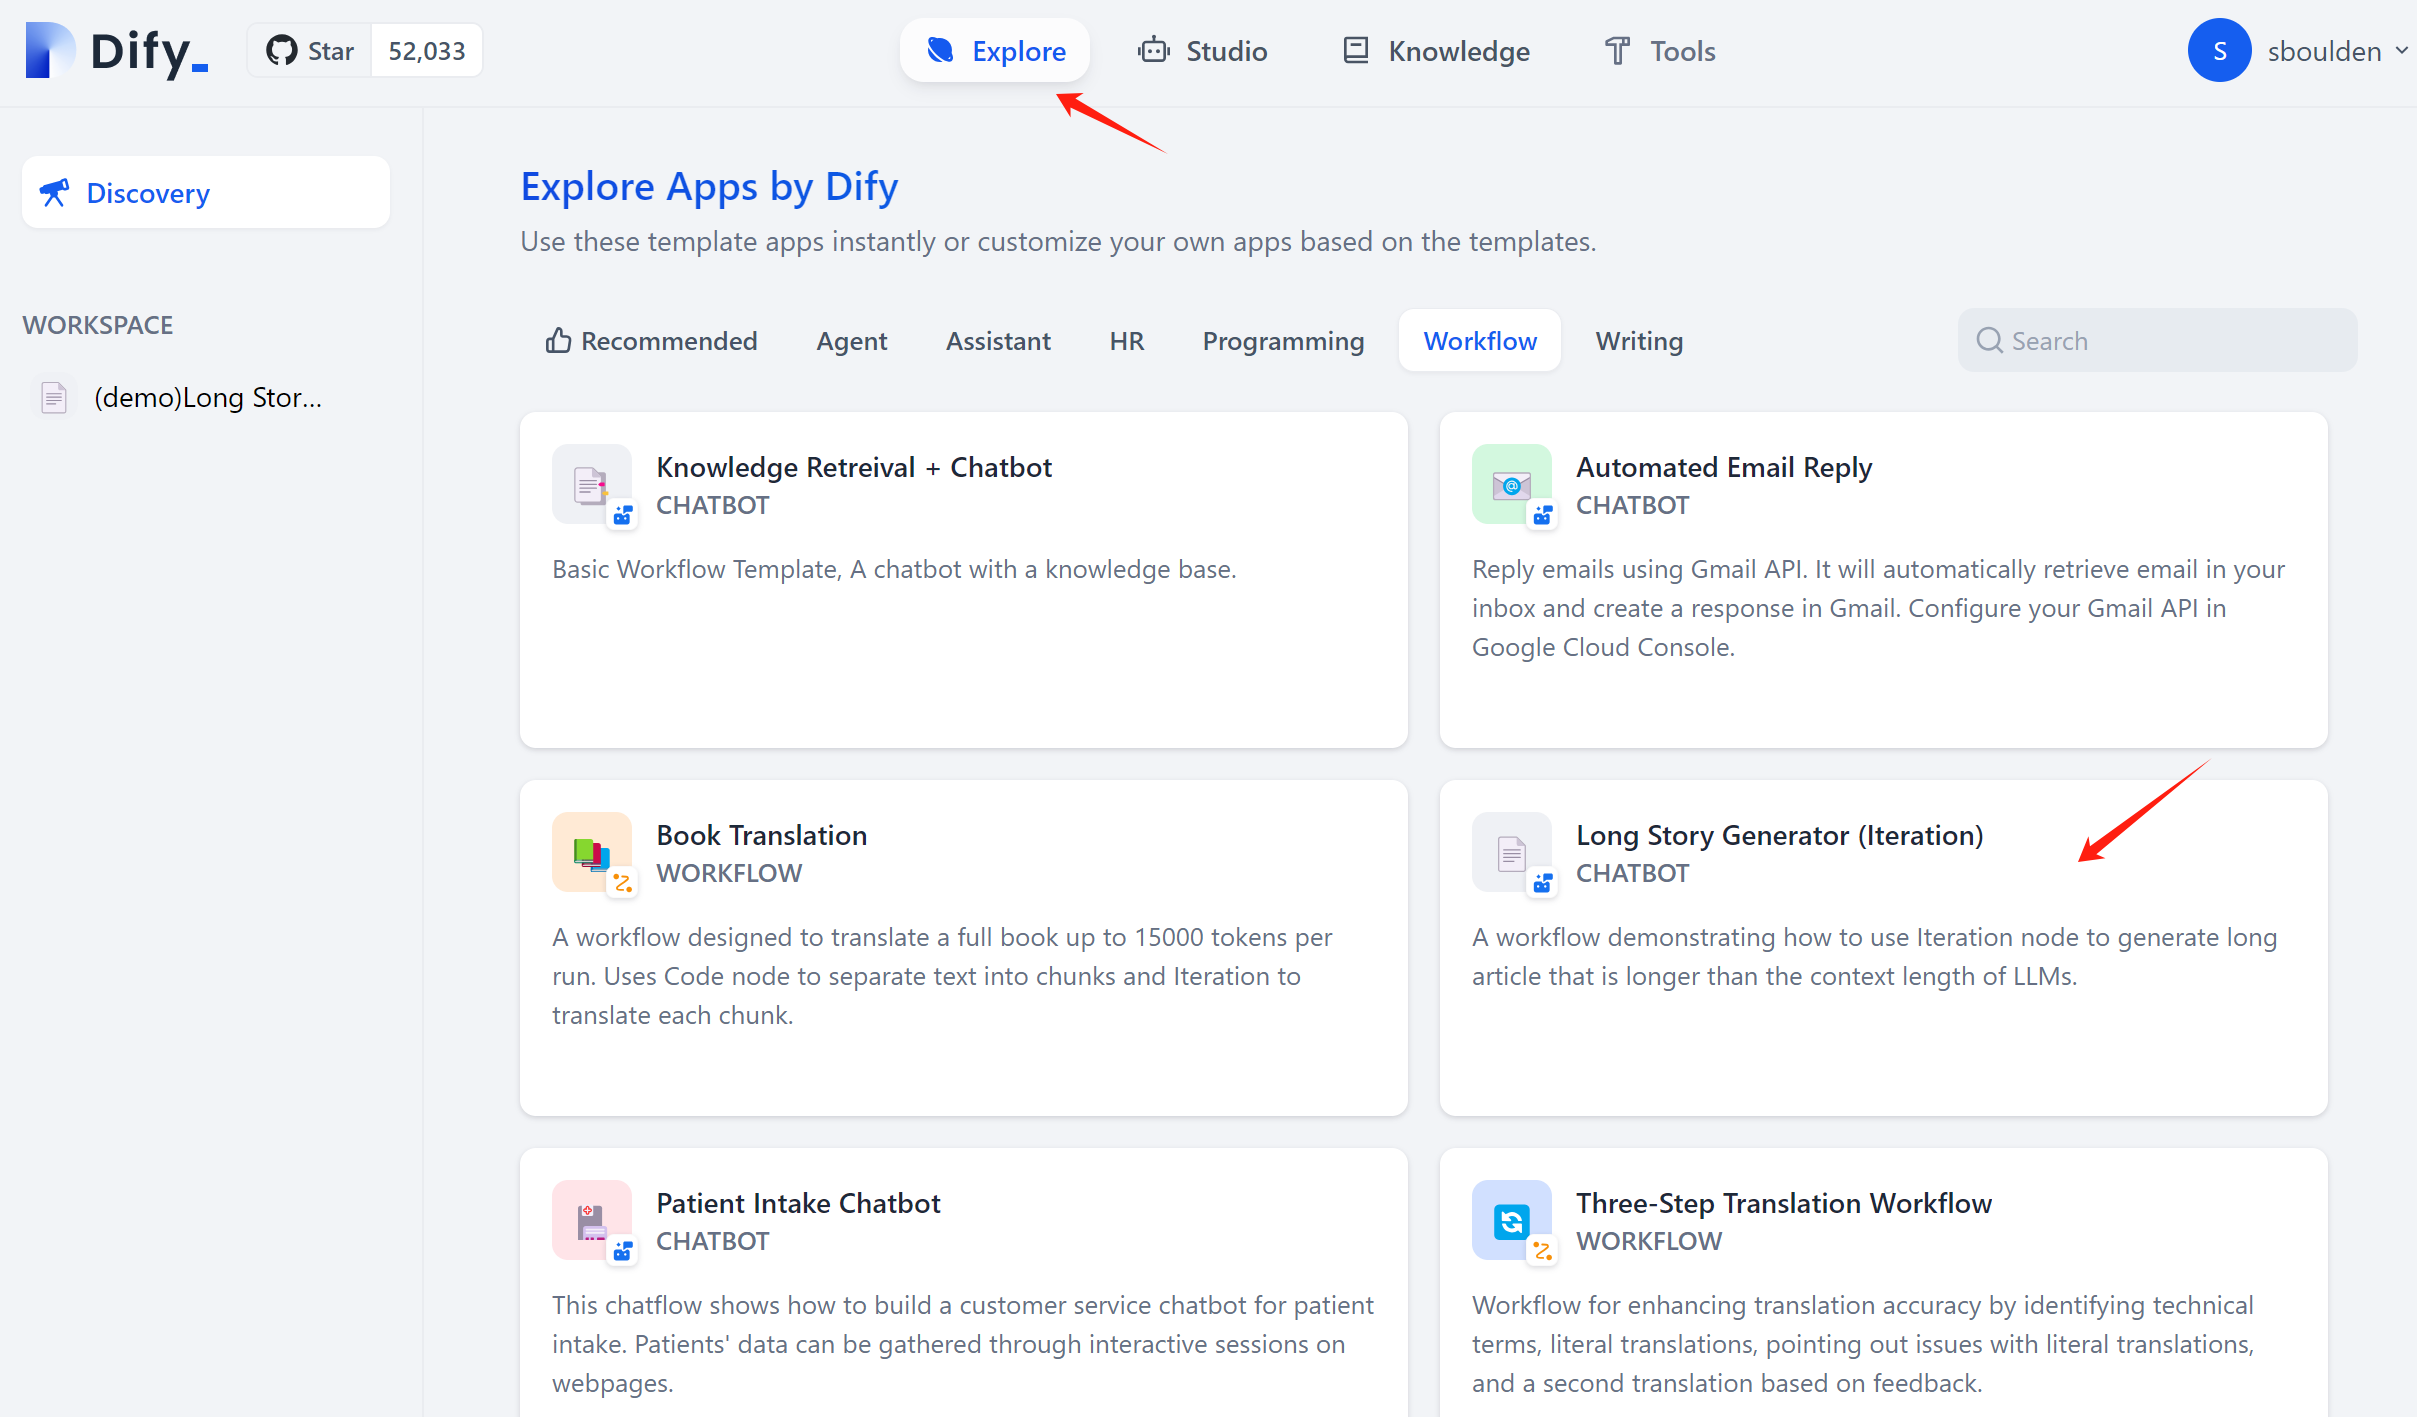 Dify_
Star 52,033
Explore
Studio
Knowledge
Tools
S
sboulden
Discovery
WORKSPACE
(demo)Long Stor...
Explore Apps by Dify
Use these template apps instantly or customize your own apps based on the templates.
Recommended
Agent
Assistant
HR
Programming
Workflow
Writing
Search
Knowledge Retreival + Chatbot
CHATBOT
Basic Workflow Template, A chatbot with a knowledge base.
Automated Email Reply
CHATBOT
Reply emails using Gmail API. It will automatically retrieve email in your
inbox and create a response in Gmail. Configure your Gmail API in
Google Cloud Console.
Book Translation
WORKFLOW
A workflow designed to translate a full book up to 15000 tokens per
run. Uses Code node to separate text into chunks and Iteration to
translate each chunk.
Long Story Generator (Iteration)
CHATBOT
A workflow demonstrating how to use Iteration node to generate long
article that is longer than the context length of LLMs.
Patient Intake Chatbot
CHATBOT
This chatflow shows how to build a customer service chatbot for patient
intake. Patients' data can be gathered through interactive sessions on
webpages.
Three-Step Translation Workflow
WORKFLOW
Workflow for enhancing translation accuracy by identifying technical
terms, literal translations, pointing out issues with literal translations,
and a second translation based on feedback.